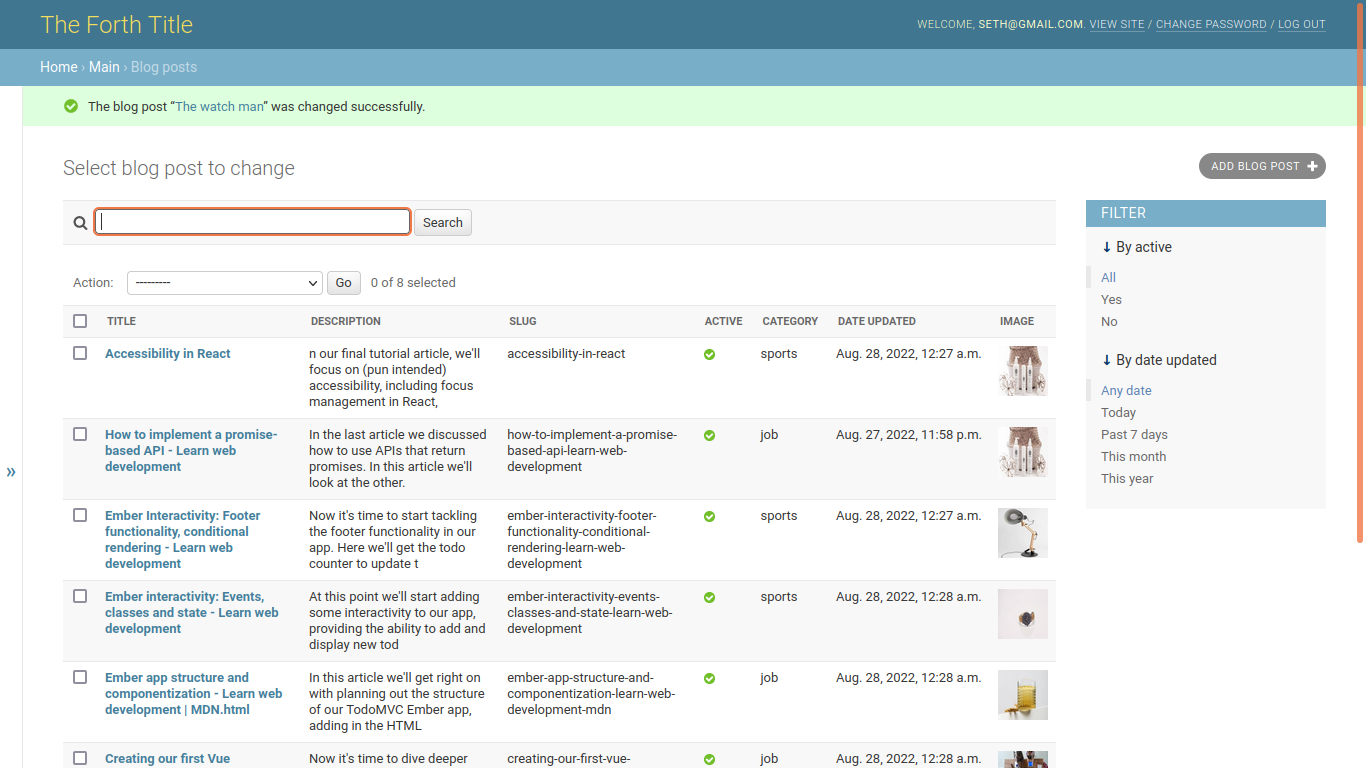 The Forth Title
WELCOME, SETH@GMAIL.COM. VIEW SITE / CHANGE PASSWORD / LOG OUT
Home › Main › Blog posts
The blog post “The watch man” was changed successfully.
Select blog post to change
ADD BLOG POST +
Search
FILTER
↓ By active
All
Yes
No
↓ By date updated
Any date
Today
Past 7 days
This month
This year
Action: --------- Go 0 of 8 selected
TITLE DESCRIPTION SLUG ACTIVE CATEGORY DATE UPDATED IMAGE
Accessibility in React
n our final tutorial article, we'll
focus on (pun intended)
accessibility, including focus
management in React,
accessibility-in-react
sports
Aug. 28, 2022, 12:27 a.m.
How to implement a promise-
based API - Learn web
development
In the last article we discussed
how to use APIs that return
promises. In this article we'll
look at the other.
how-to-implement-a-promise-
based-api-learn-web-
development
job
Aug. 27, 2022, 11:58 p.m.
Ember Interactivity: Footer
functionality, conditional
rendering - Learn web
development
Now it's time to start tackling
the footer functionality in our
app. Here we'll get the todo
counter to update t
ember-interactivity-footer-
functionality-conditional-
rendering-learn-web-
development
sports
Aug. 28, 2022, 12:27 a.m.
Ember interactivity: Events,
classes and state - Learn web
development
At this point we'll start adding
some interactivity to our app,
providing the ability to add and
display new tod
ember-interactivity-events-
classes-and-state-learn-web-
development
sports
Aug. 28, 2022, 12:28 a.m.
Ember app structure and
componentization - Learn web
development | MDN.html
In this article we'll get right on
with planning out the structure
of our TodoMVC Ember app,
adding in the HTML
ember-app-structure-and-
componentization-learn-web-
development-mdn
job
Aug. 28, 2022, 12:28 a.m.
Creating our first Vue
Now it's time to dive deeper
creating-our-first-vue-
job
Aug. 28, 2022, 12:28 a.m.
»